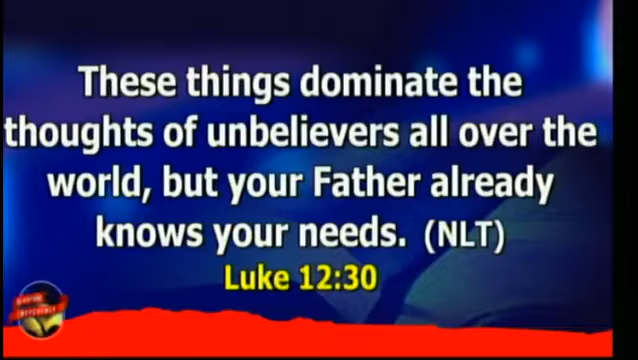 These things dominate the
thoughts of unbelievers all over the
world, but your Father already
knows your needs. (NLT)
Luke 12:30